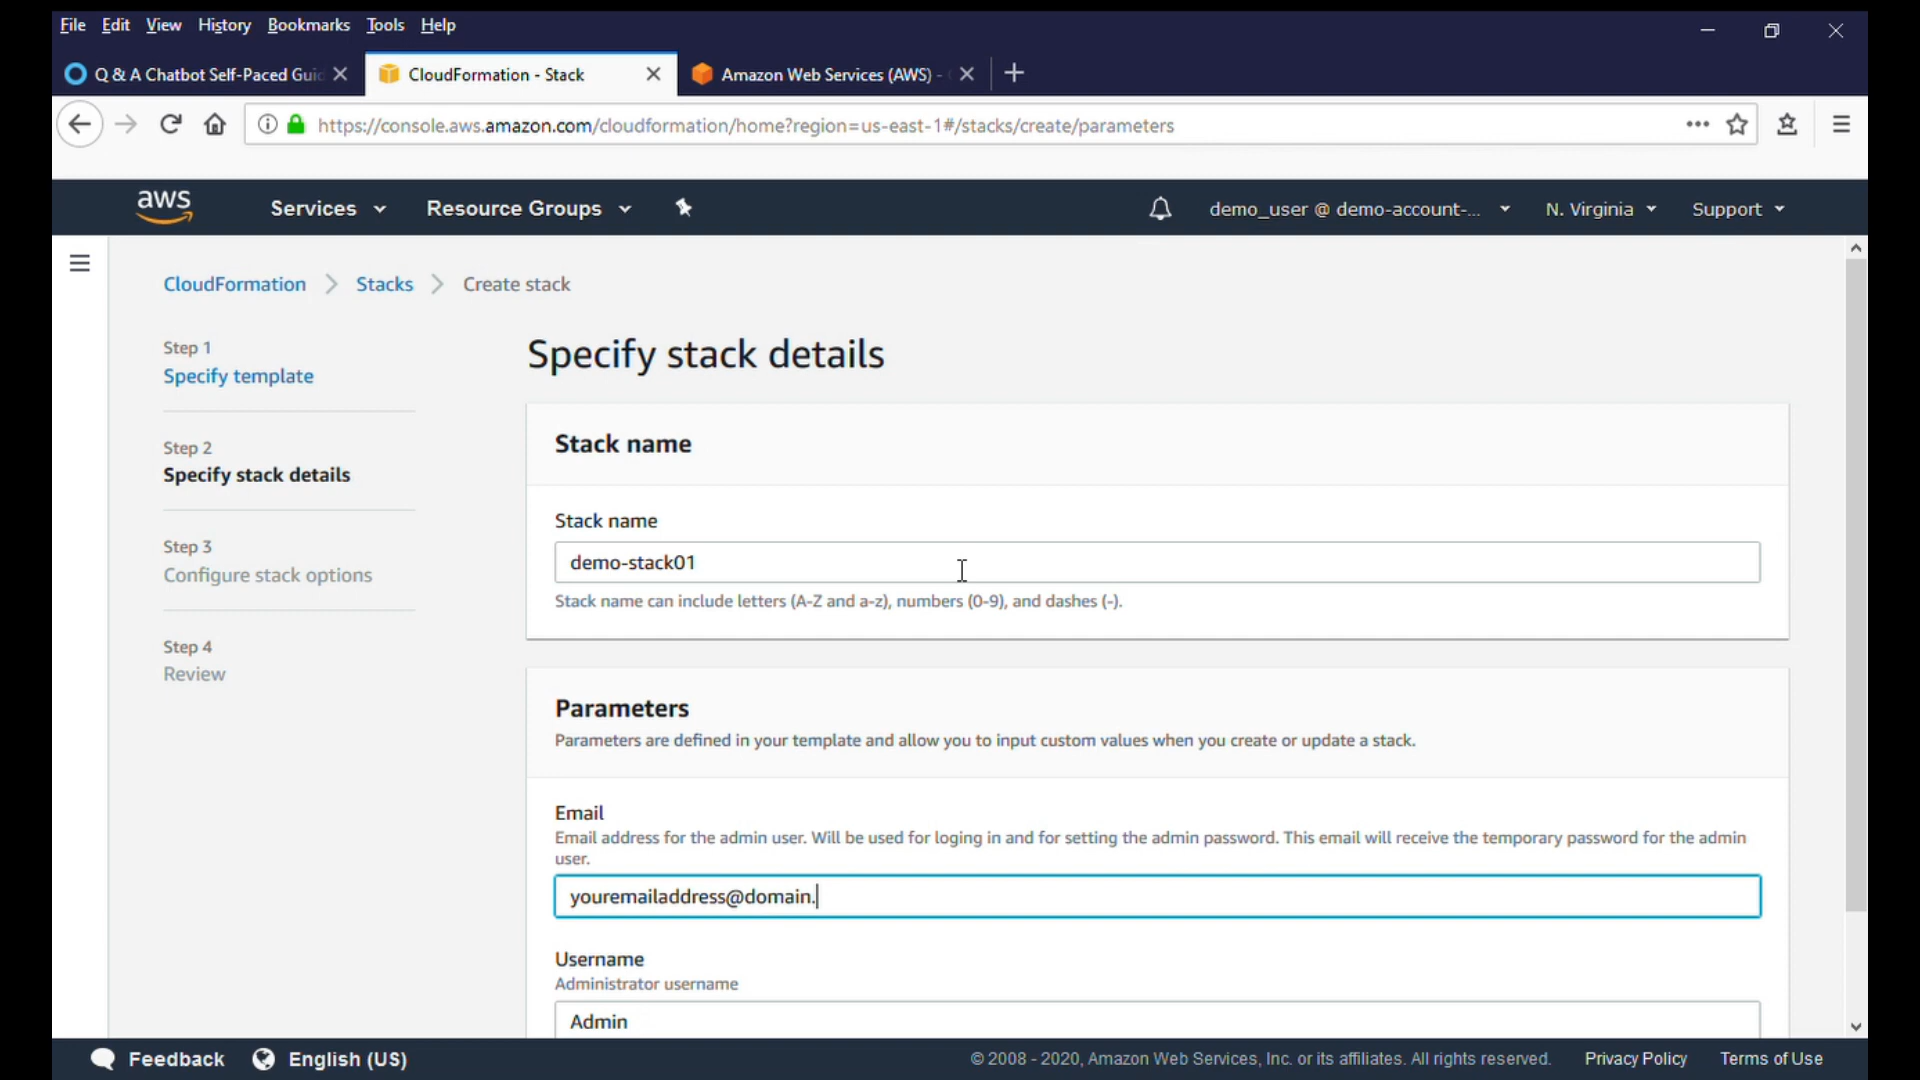 File Edit View History Bookmarks Tools Help
Q & A Chatbot Self-Paced Guid CloudFormation - Stack Amazon Web Services (AWS) -
https://console.aws.amazon.com/cloudformation/home?region=us-east-1#/stacks/create/parameters
aws Services Resource Groups demo_user @ demo-account-... N. Virginia Support
CloudFormation Stacks Create stack
Step 1
Specify template
Step 2
Specify stack details
Step 3
Configure stack options
Step 4
Review
Specify stack details
Stack name
Stack name
demo-stack01
Stack name can include letters (A-Z and a-z), numbers (0-9), and dashes (-).
Parameters
Parameters are defined in your template and allow you to input custom values when you create or update a stack.
Email
Email address for the admin user. Will be used for loging in and for setting the admin password. This email will receive the temporary password for the admin
user.
youremailaddress@domain.
Username
Administrator username
Admin
Feedback English (US) © 2008 - 2020, Amazon Web Services, Inc. or its affiliates. All rights reserved. Privacy Policy Terms of Use